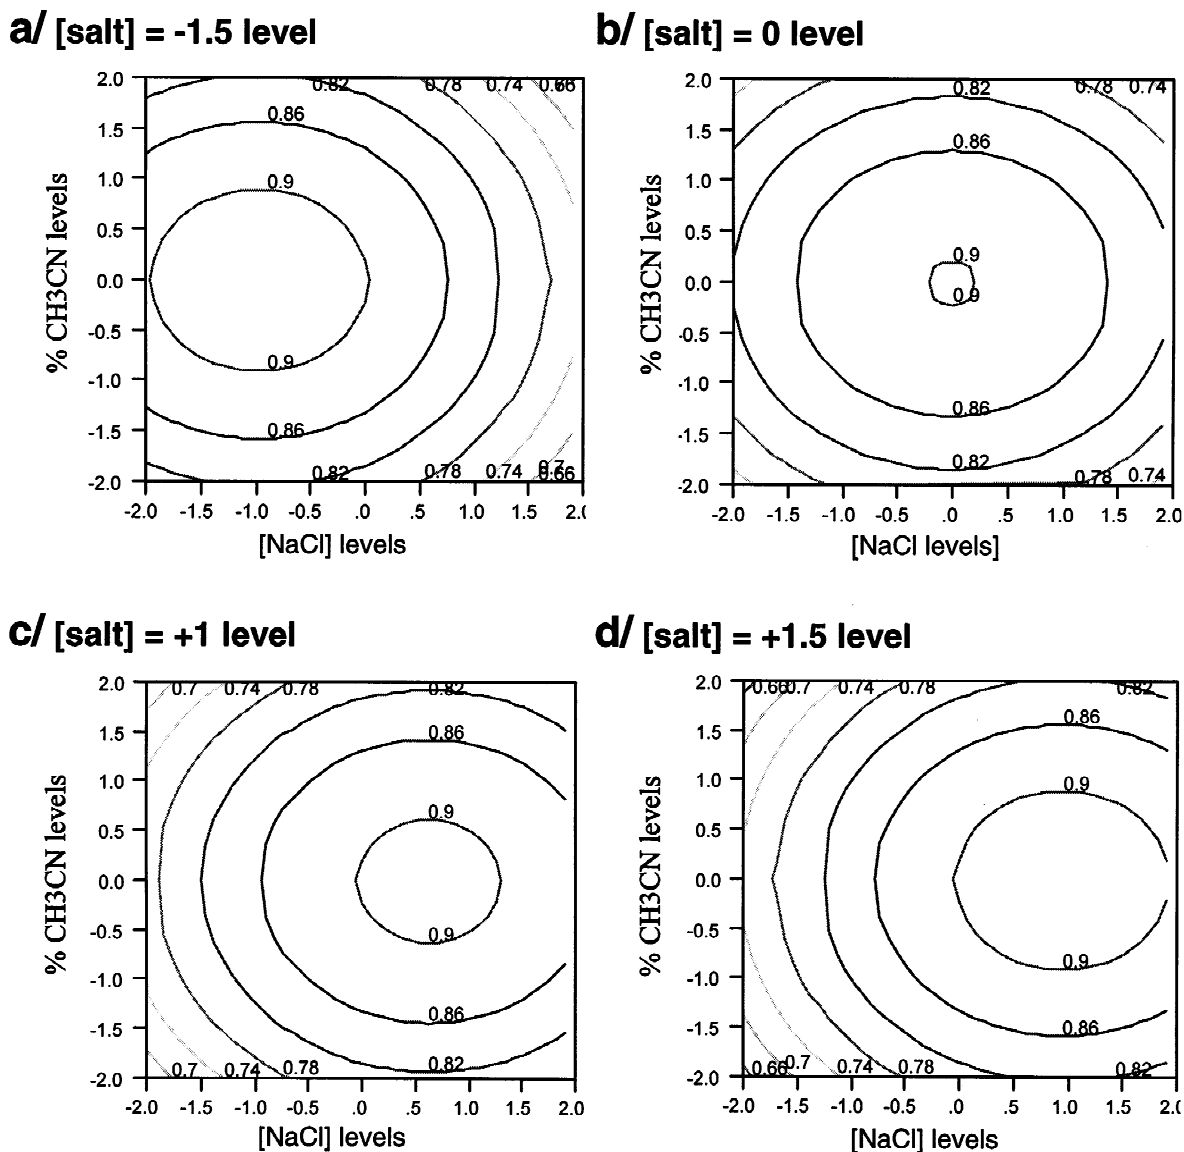 a/ [salt] = -1.5 level
b/ [salt] = 0 level
2.0 0.82 0.78 0.74
1.5 0.86
1.0 0.9
0.5
0.0
-0.5
-1.0 0.9
-1.5 0.86
-2.0 0.82 0.78 0.74 0.7 0.66
% CH3CN levels
-2.0 -1.5 -1.0 -0.5 .0 .5 1.0 1.5 2.0
[NaCl] levels
2.0 0.82 0.78 0.74
1.5 0.86
1.0
0.5 0.9
0.0 0.9
-0.5
-1.0
-1.5 0.86
-2.0 0.82 0.78 0.74
% CH3CN levels
-2.0 -1.5 -1.0 -0.5 .0 .5 1.0 1.5 2.0
[NaCl levels]
c/ [salt] = +1 level
d/ [salt] = +1.5 level
2.0 0.7 0.74 0.78 0.82
1.5 0.86
1.0
0.5 0.9
0.0
-0.5 0.9
-1.0
-1.5 0.86
-2.0 0.7 0.74 0.78 0.82
% CH3CN levels
-2.0 -1.5 -1.0 -0.5 .0 .5 1.0 1.5 2.0
[NaCl] levels
2.0 0.66 0.7 0.74 0.78 0.82
1.5 0.86
1.0 0.9
0.5
0.0
-0.5
-1.0 0.9
-1.5 0.86
-2.0 0.66 0.7 0.74 0.78 0.82
% CH3CN levels
-2.0 -1.5 -1.0 -0.5 .0 .5 1.0 1.5 2.0
[NaCl] levels